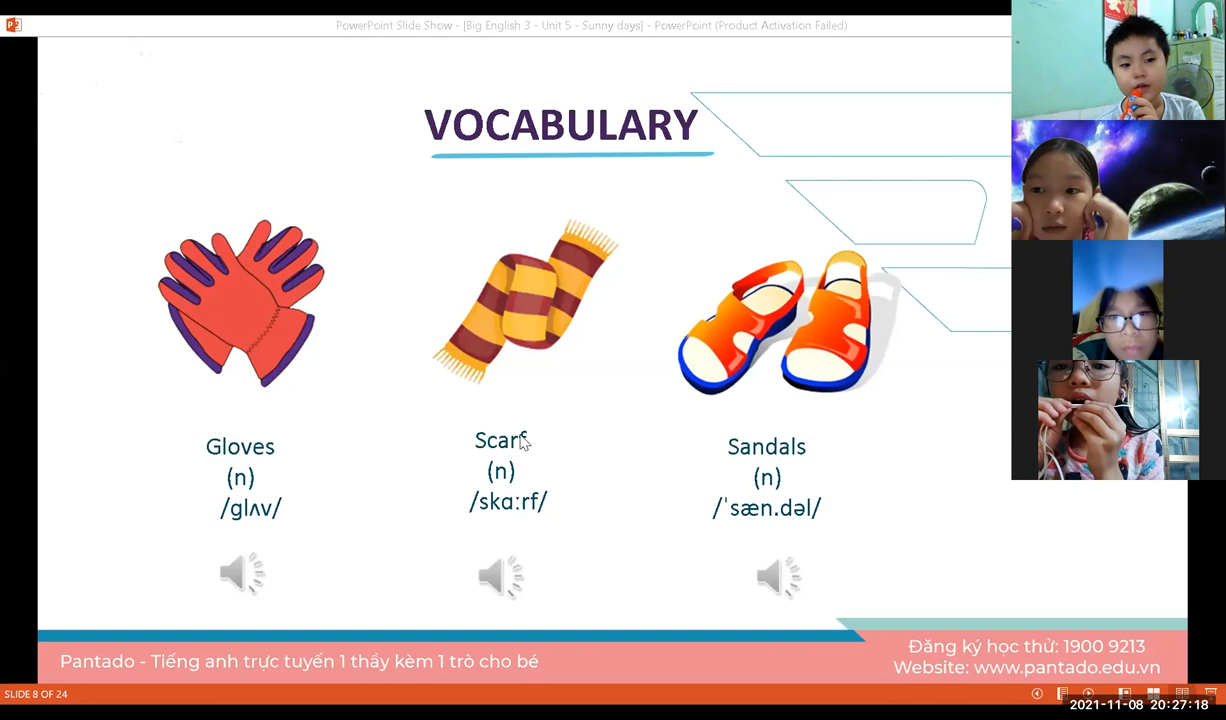 PowerPoint Slide Show - [Big English 3 - Unit 5 - Sunny days] - PowerPoint (Product Activation Failed)
VOCABULARY
Gloves
(n)
/glʌv/
Scarf
(n)
/skɑːrf/
Sandals
(n)
/ˈsæn.dəl/
Pantado - Tiếng anh trực tuyến 1 thầy kèm 1 trò cho bé
Đăng ký học thử: 1900 9213
Website: www.pantado.edu.vn
SLIDE 8 OF 24
2021-11-08 20:27:18